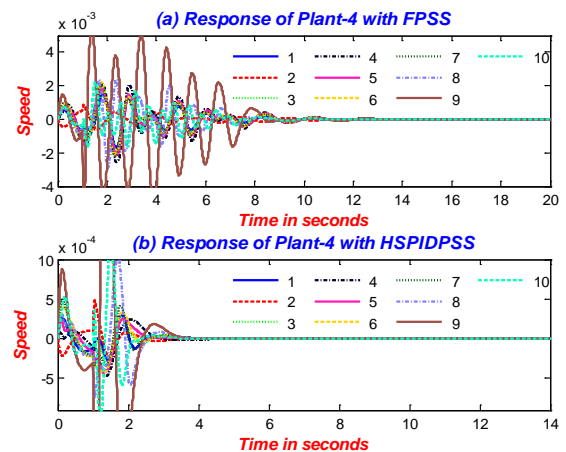 (a) Response of Plant-4 with FPSS
x 10⁻³
4
2
0
-2
-4
Speed
1 4 7 10
2 5 8
3 6 9
0 2 4 6 8 10 12 14 16 18 20
Time in seconds
(b) Response of Plant-4 with HSPIDPSS
x 10⁻⁴
10
5
0
-5
Speed
1 4 7 10
2 5 8
3 6 9
0 2 4 6 8 10 12 14
Time in seconds